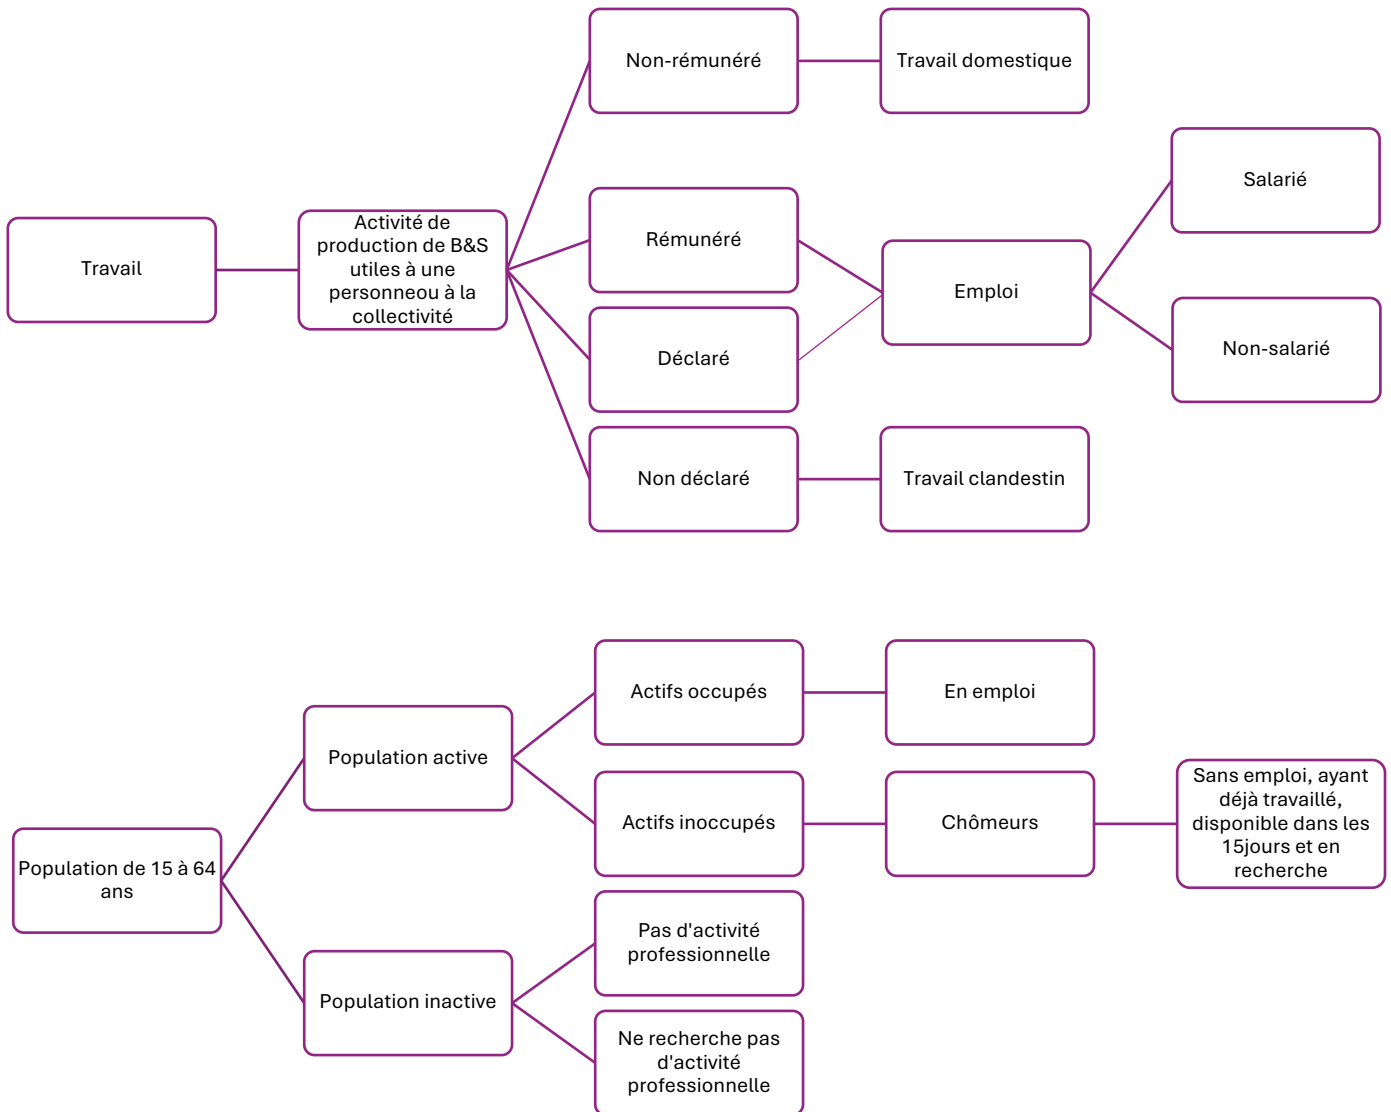 Non-rémunéré
Travail domestique
Salarié
Travail
Activité de
production de B&S
utiles à une
personneou à la
collectivité
Rémunéré
Emploi
Déclaré
Non-salarié
Non déclaré
Travail clandestin
Population de 15 à 64
ans
Population active
Actifs occupés
En emploi
Actifs inoccupés
Chômeurs
Sans emploi, ayant
déjà travaillé,
disponible dans les
15jours et en
recherche
Population inactive
Pas d'activité
professionnelle
Ne recherche pas
d'activité
professionnelle